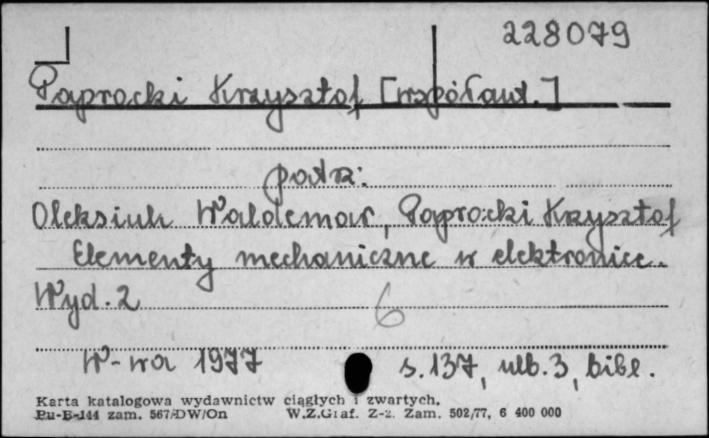 228079
Paprocki Krzysztof [współaut.]
patrz:
Oleksiuk Waldemar, Paprocki Krzysztof
Elementy mechaniczne w elektronice.
Wyd. 2
6
W-wa 1977 s. 137, nlb. 3, bibl.
Karta katalogowa wydawnictw ciągłych i zwartych.
Pu-B-144 zam. 567/DW/On W.Z.Graf. Z-2. Zam. 502/77, 6 400 000